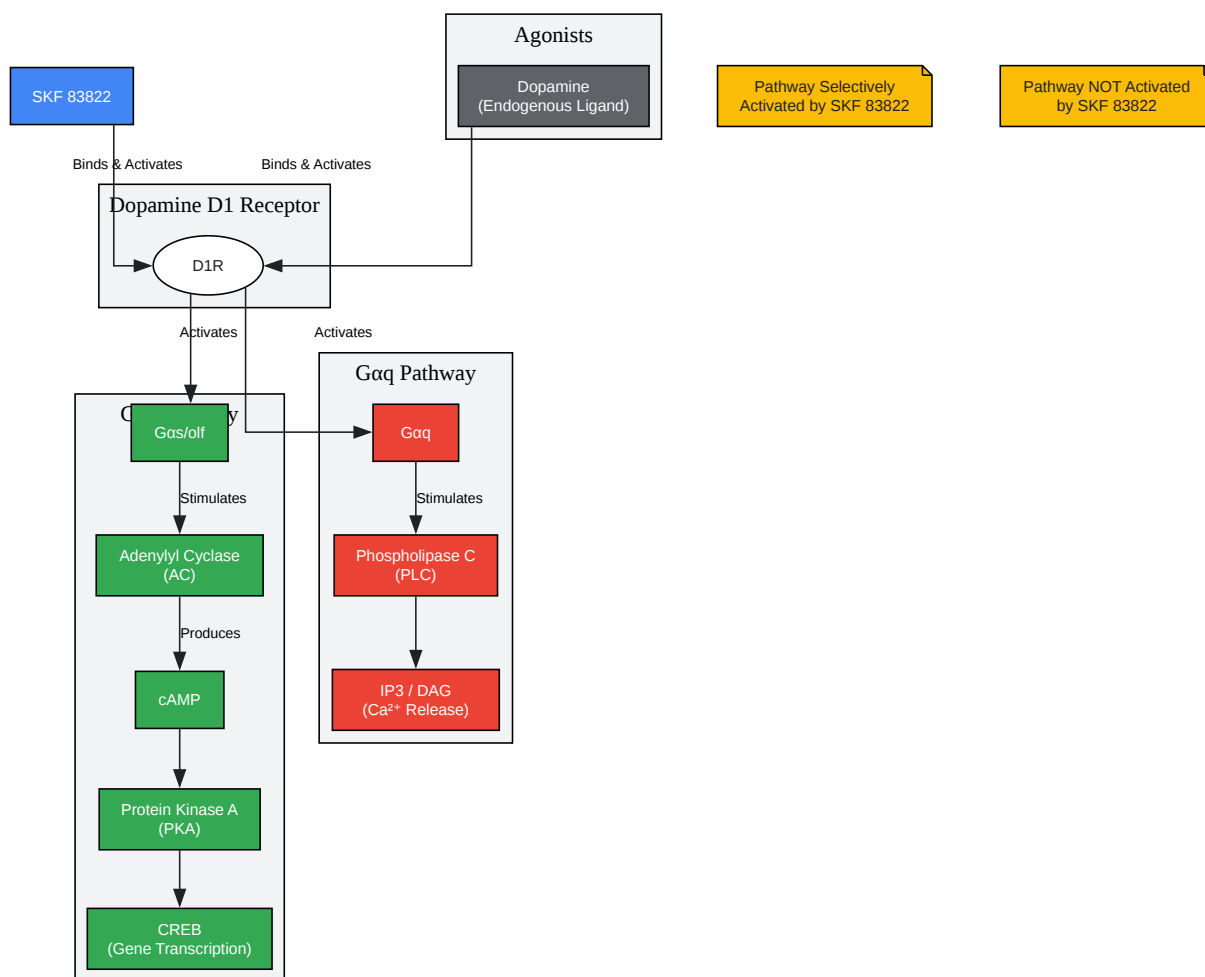 Agonists
SKF 83822
Dopamine
(Endogenous Ligand)
Pathway Selectively
Activated by SKF 83822
Pathway NOT Activated
by SKF 83822
Binds & Activates
Binds & Activates
Dopamine D1 Receptor
D1R
Activates
Activates
Gαq Pathway
Gαs/olf
Gαq
Stimulates
Stimulates
Adenylyl Cyclase
(AC)
Phospholipase C
(PLC)
Produces
cAMP
IP3 / DAG
(Ca²⁺ Release)
Protein Kinase A
(PKA)
CREB
(Gene Transcription)